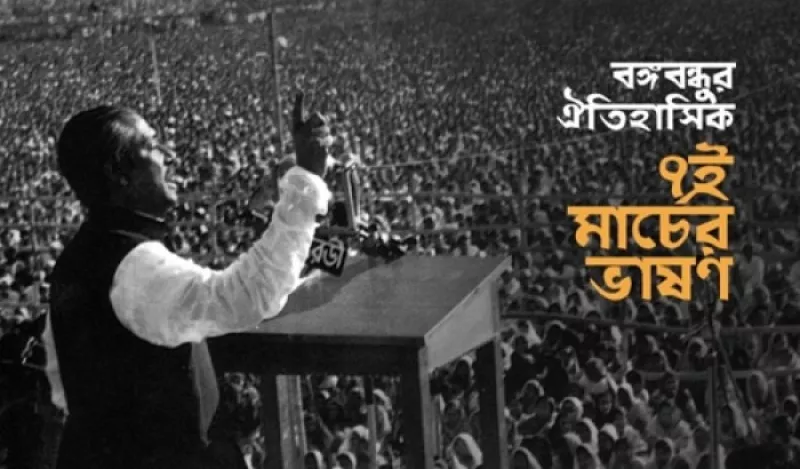 বঙ্গবন্ধুর
ঐতিহাসিক
৭ই
মার্চের
ভাষণ